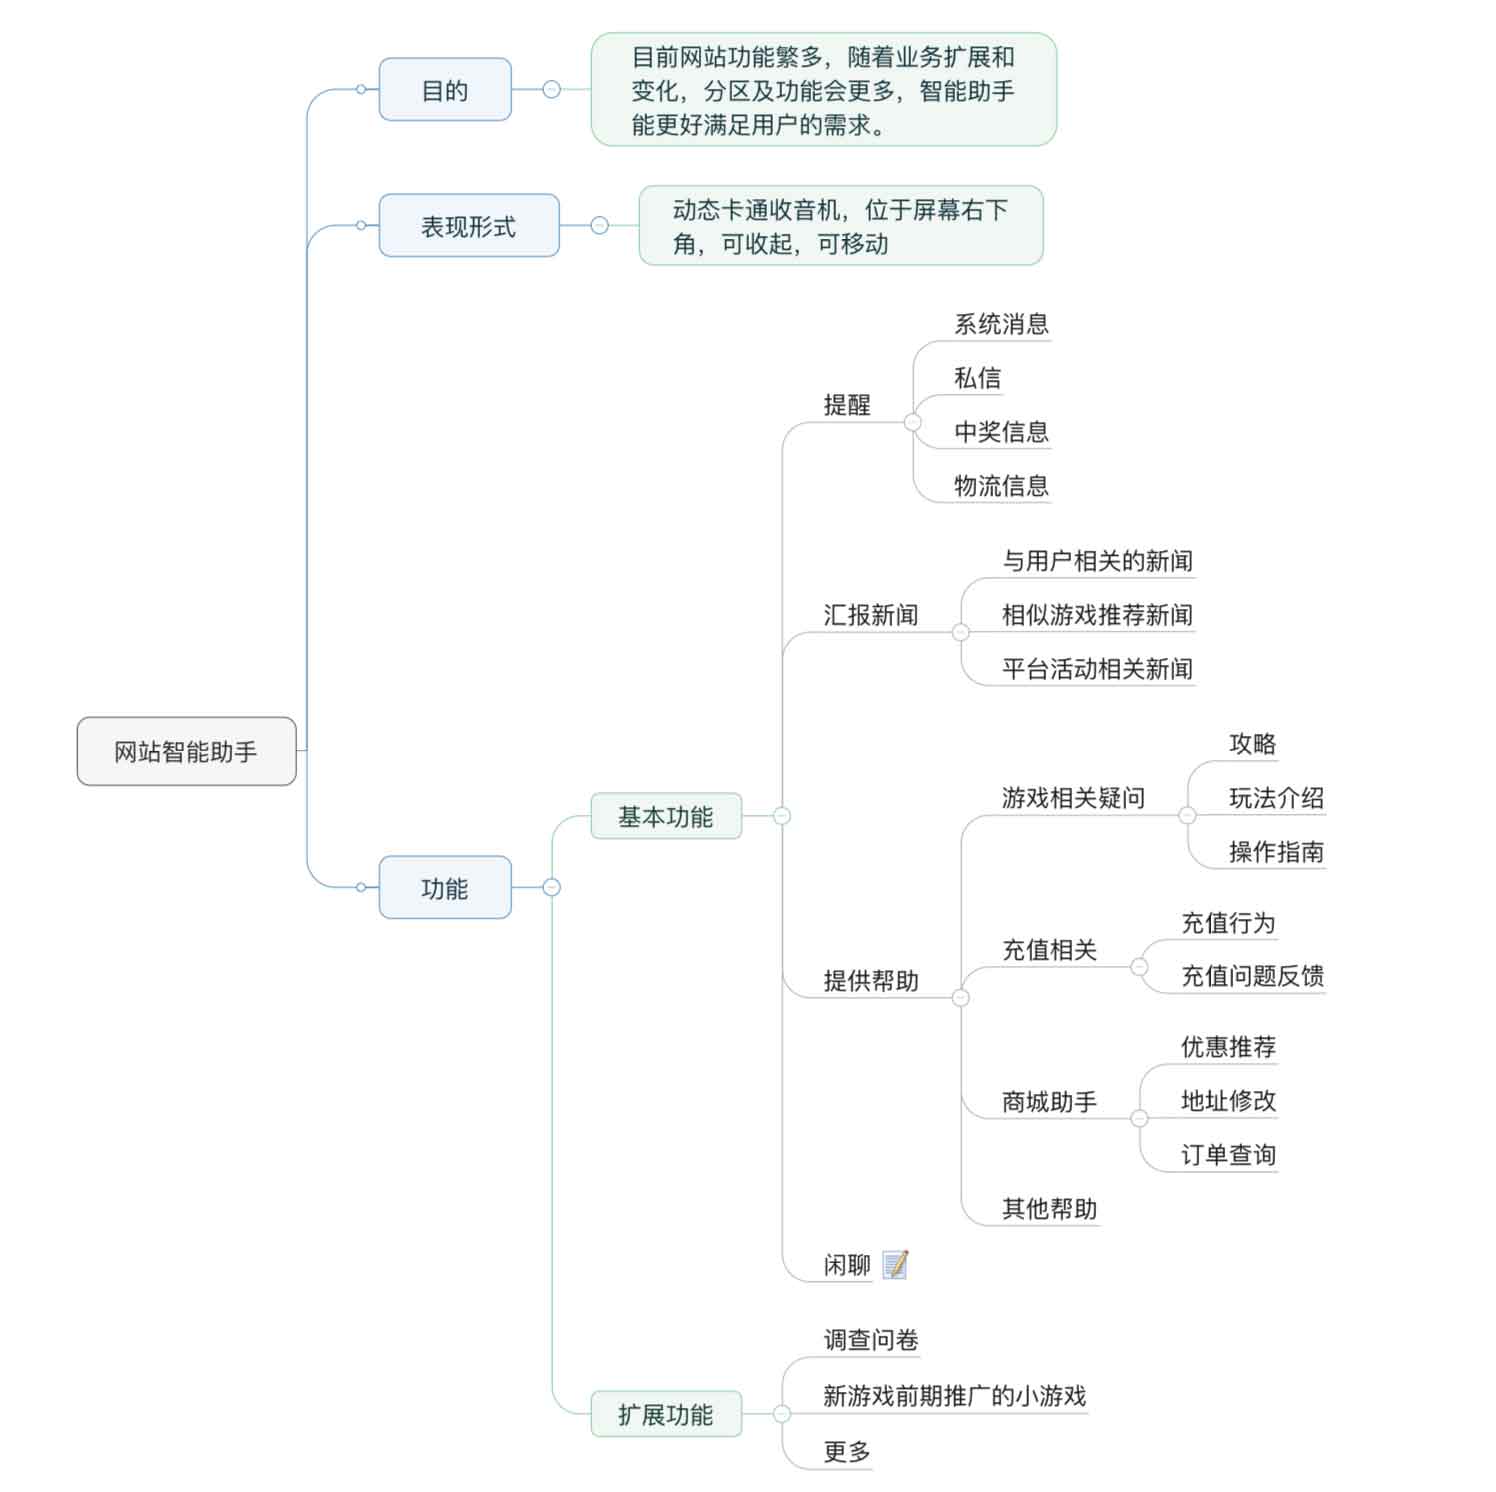 目的
目前网站功能繁多，随着业务扩展和
变化，分区及功能会更多，智能助手
能更好满足用户的需求。
表现形式
动态卡通收音机，位于屏幕右下
角，可收起，可移动
网站智能助手
功能
基本功能
提醒
系统消息
私信
中奖信息
物流信息
汇报新闻
与用户相关的新闻
相似游戏推荐新闻
平台活动相关新闻
提供帮助
游戏相关疑问
攻略
玩法介绍
操作指南
充值相关
充值行为
充值问题反馈
商城助手
优惠推荐
地址修改
订单查询
其他帮助
闲聊
扩展功能
调查问卷
新游戏前期推广的小游戏
更多